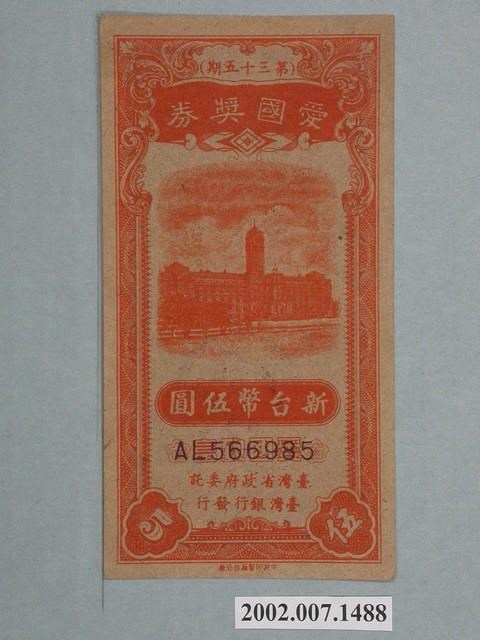 (第三十五期)
愛國獎券
新台幣伍圓
AL566985
臺灣省政府委託
臺灣銀行發行
5
伍
2002.007.1488